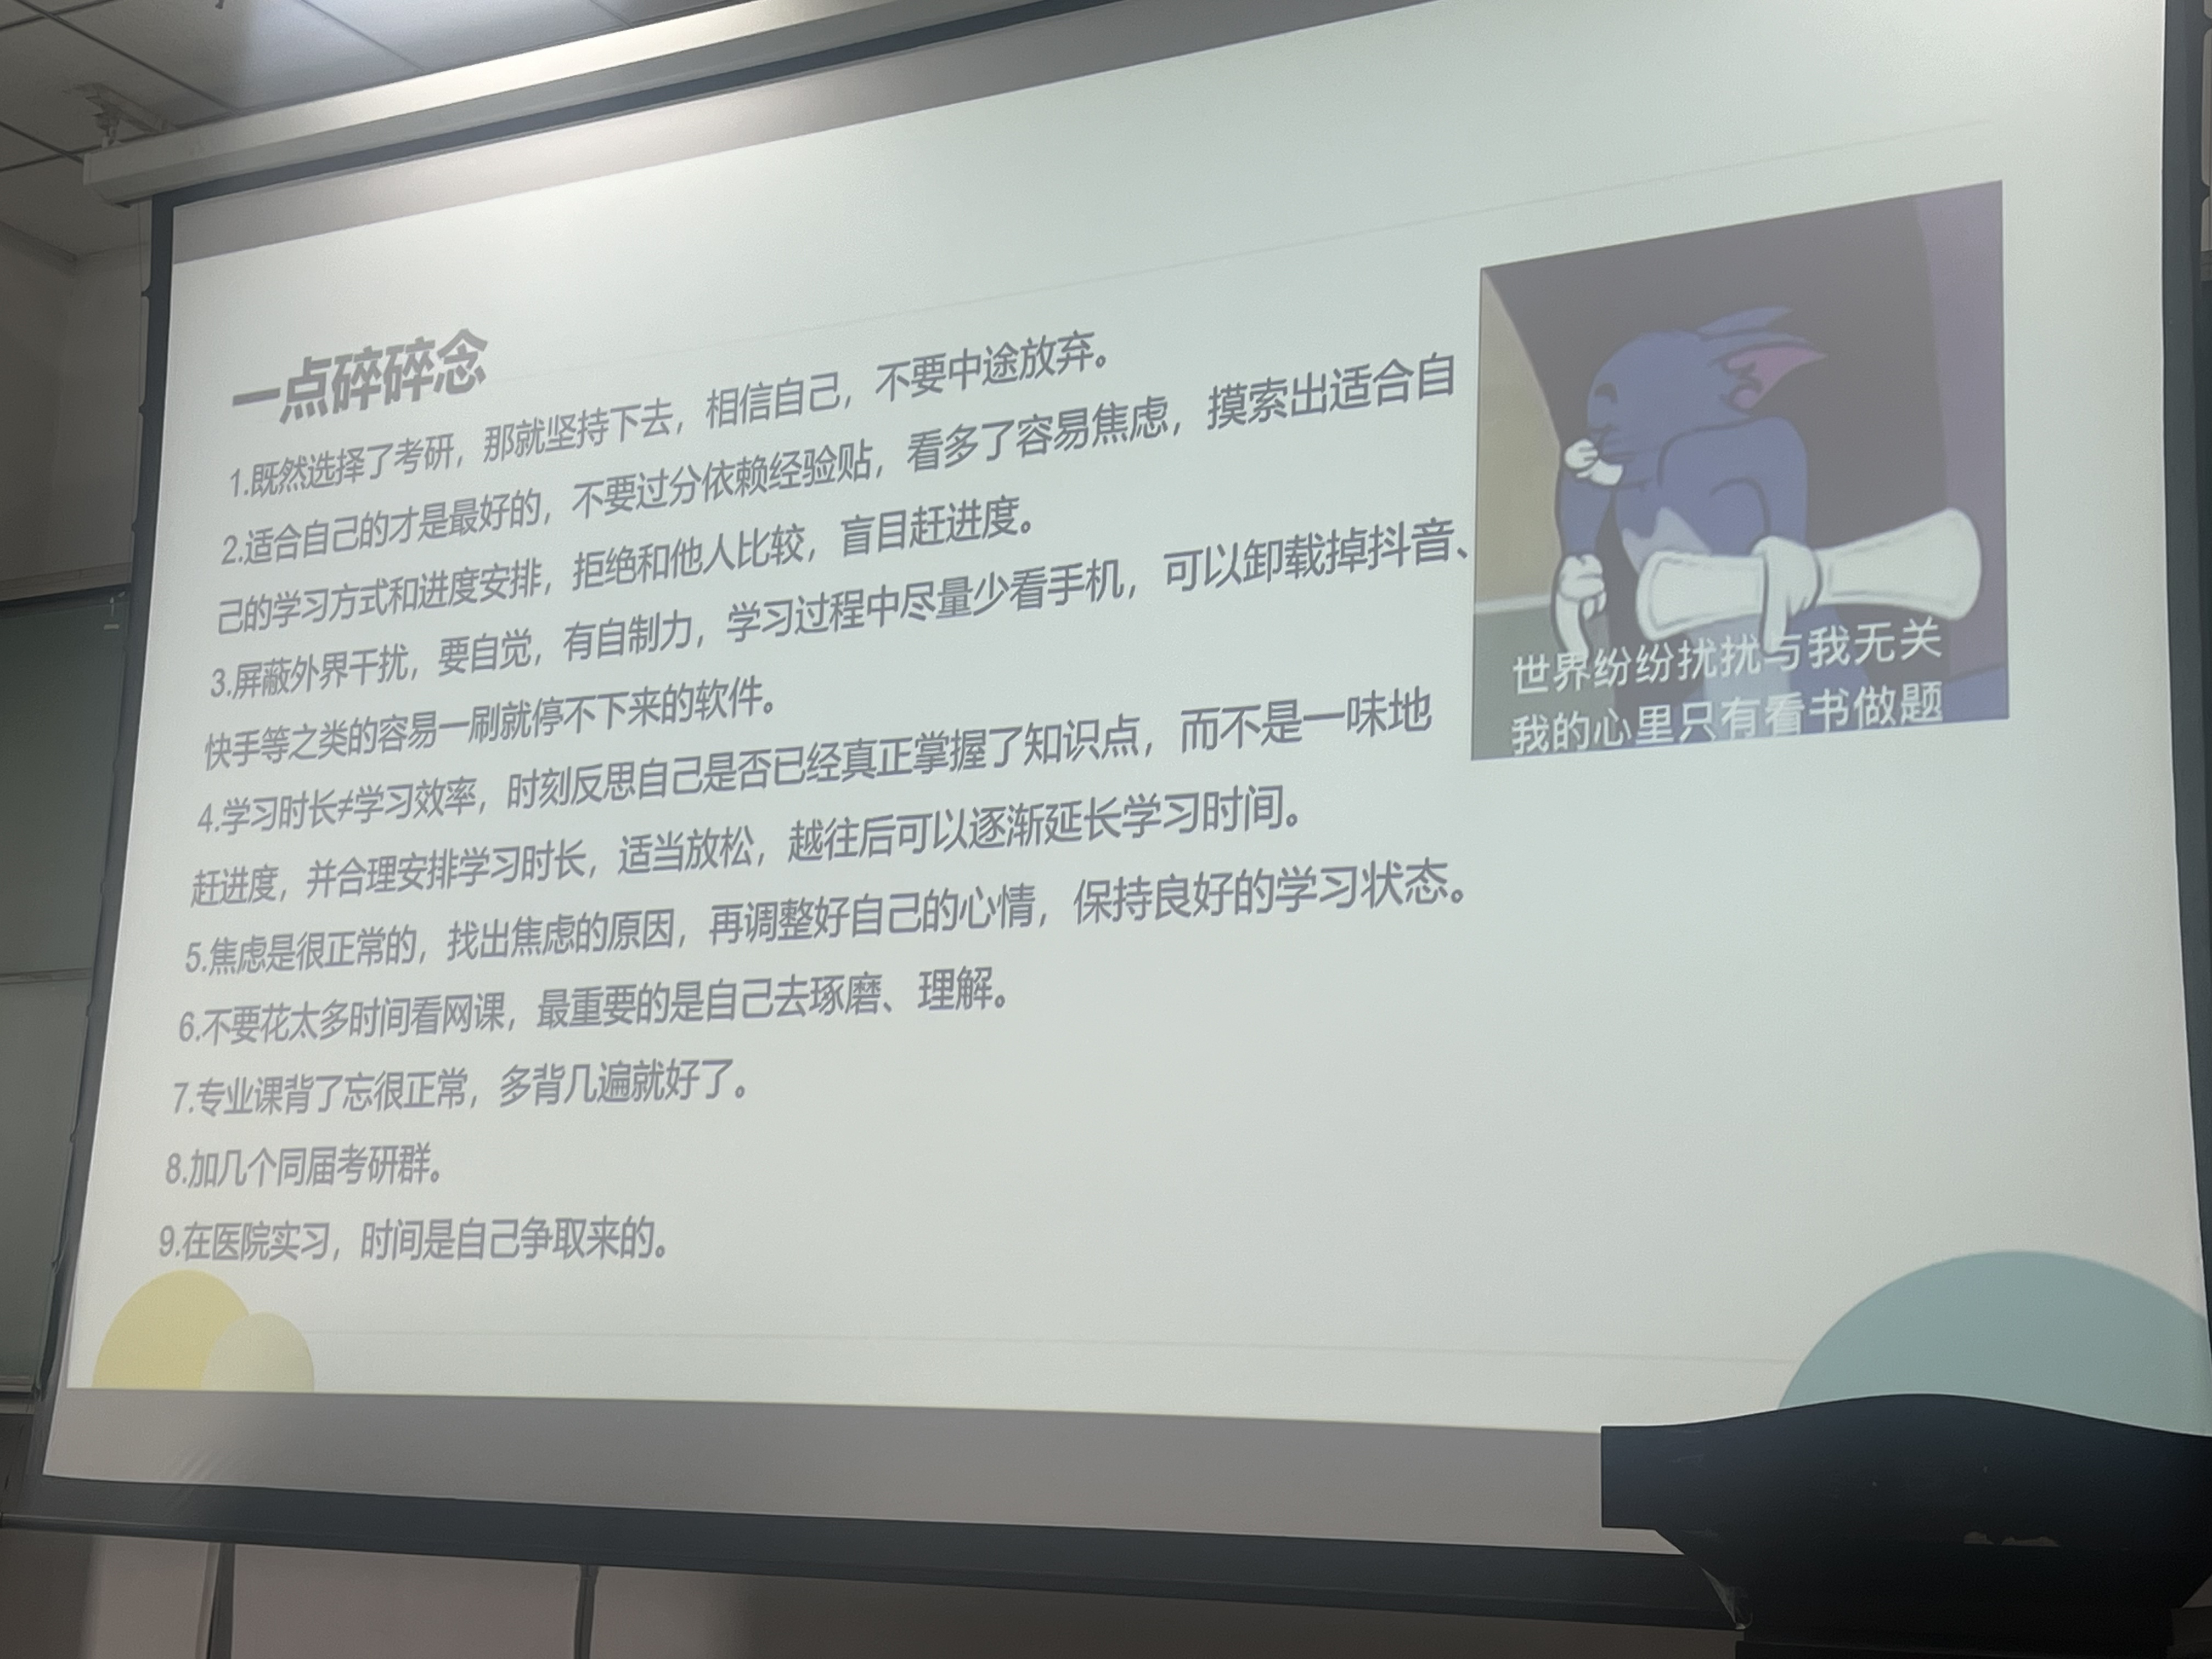 一点碎碎念
1.既然选择了考研，那就坚持下去，相信自己，不要中途放弃。
2.适合自己的才是最好的，不要过分依赖经验贴，看多了容易焦虑，摸索出适合自
己的学习方式和进度安排，拒绝和他人比较，盲目赶进度。
3.屏蔽外界干扰，要自觉，有自制力，学习过程中尽量少看手机，可以卸载掉抖音、
快手等之类的容易一刷就停不下来的软件。
4.学习时长≠学习效率，时刻反思自己是否已经真正掌握了知识点，而不是一味地
赶进度，并合理安排学习时长，适当放松，越往后可以逐渐延长学习时间。
5.焦虑是很正常的，找出焦虑的原因，再调整好自己的心情，保持良好的学习状态。
6.不要花太多时间看网课，最重要的是自己去琢磨、理解。
7.专业课背了忘很正常，多背几遍就好了。
8.加几个同届考研群。
9.在医院实习，时间是自己争取来的。
世界纷纷扰扰与我无关
我的心里只有看书做题